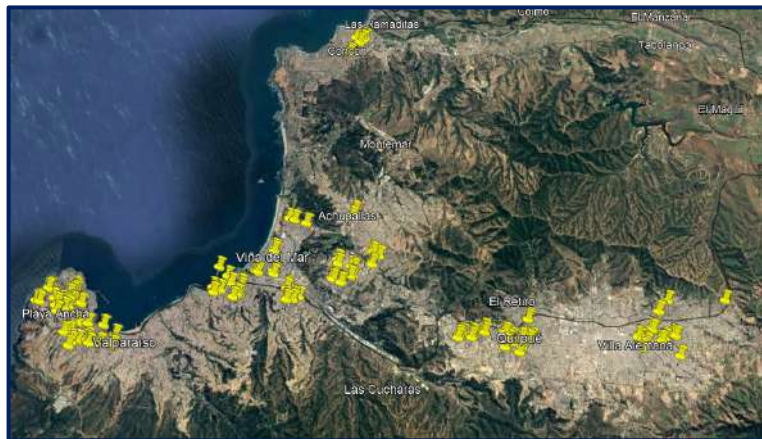 Las Ramaditas
Colmo
El Manzano
Concón
Tabolango
El Maqui
Montemar
Achupallas
Viña del Mar
Playa Ancha
Valparaíso
El Retiro
Quilpué
Villa Alemana
Las Cucharas